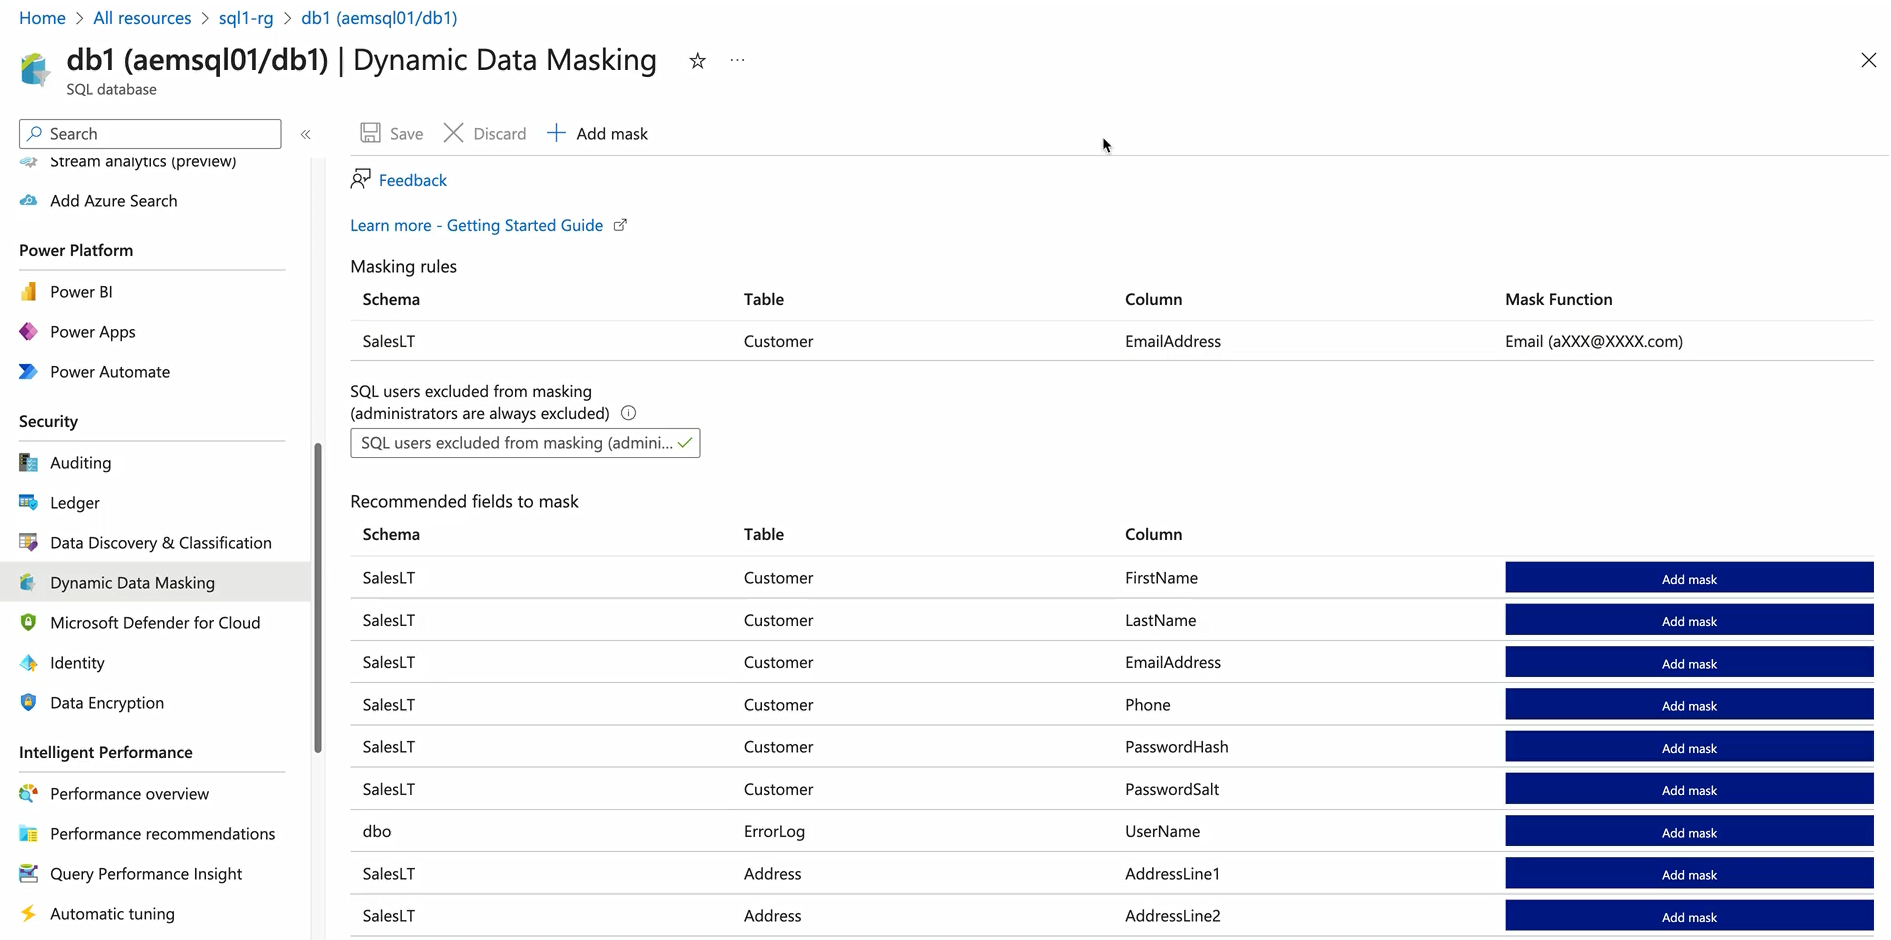 Home > All resources > sql1-rg > db1 (aemsql01/db1)
db1 (aemsql01/db1) | Dynamic Data Masking
SQL database
Search
Save Discard Add mask
Stream analytics (preview)
Add Azure Search
Power Platform
Power BI
Power Apps
Power Automate
Security
Auditing
Ledger
Data Discovery & Classification
Dynamic Data Masking
Microsoft Defender for Cloud
Identity
Data Encryption
Intelligent Performance
Performance overview
Performance recommendations
Query Performance Insight
Automatic tuning
Feedback
Learn more - Getting Started Guide
Masking rules
Schema Table Column Mask Function
SalesLT Customer EmailAddress Email (aXXX@XXXX.com)
SQL users excluded from masking
(administrators are always excluded)
SQL users excluded from masking (admini...
Recommended fields to mask
Schema Table Column
SalesLT Customer FirstName Add mask
SalesLT Customer LastName Add mask
SalesLT Customer EmailAddress Add mask
SalesLT Customer Phone Add mask
SalesLT Customer PasswordHash Add mask
SalesLT Customer PasswordSalt Add mask
dbo ErrorLog UserName Add mask
SalesLT Address AddressLine1 Add mask
SalesLT Address AddressLine2 Add mask